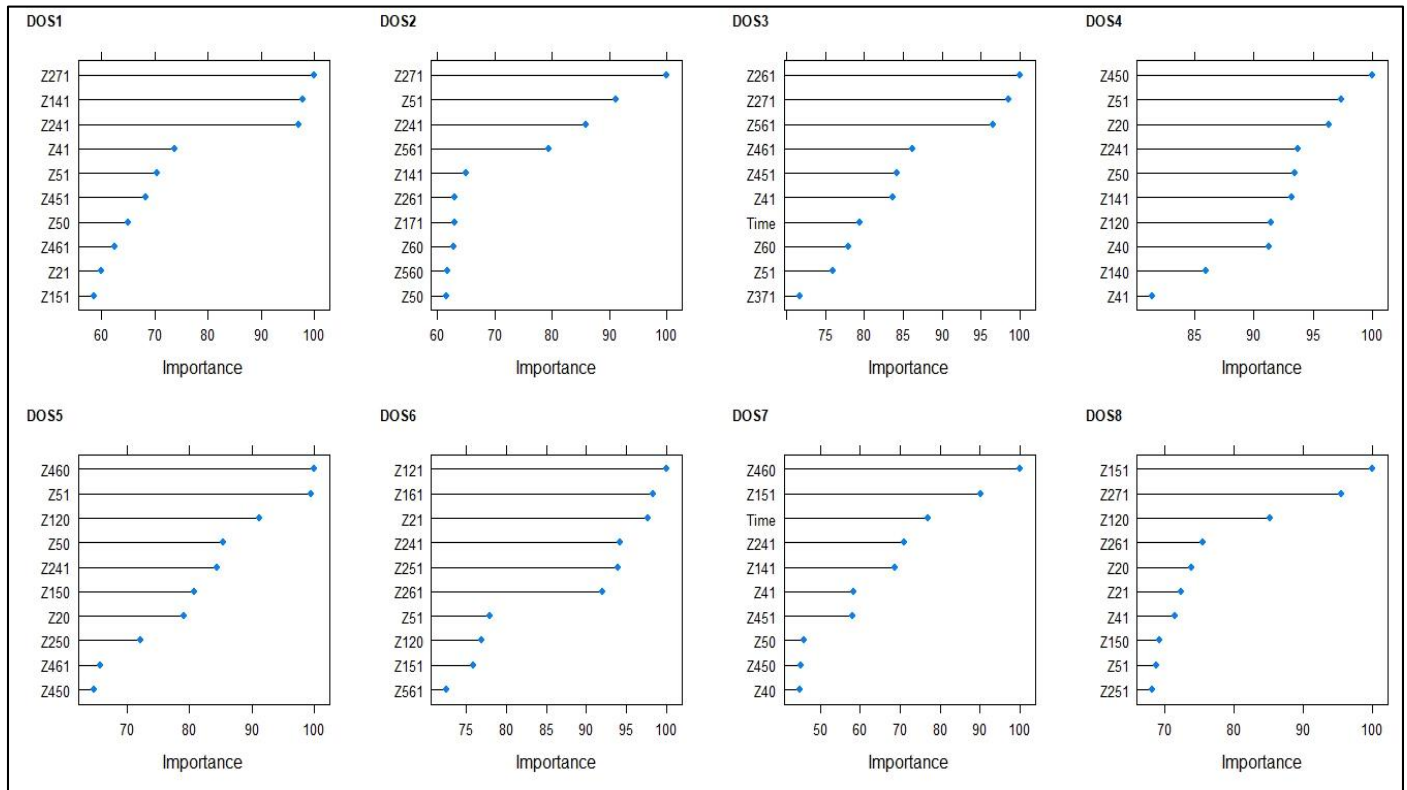 DOS1
Z271
Z141
Z241
Z41
Z51
Z451
Z50
Z461
Z21
Z151
60 70 80 90 100
Importance
DOS2
Z271
Z51
Z241
Z561
Z141
Z261
Z171
Z60
Z560
Z50
60 70 80 90 100
Importance
DOS3
Z261
Z271
Z561
Z461
Z451
Z41
Time
Z60
Z51
Z371
75 80 85 90 95 100
Importance
DOS4
Z450
Z51
Z20
Z241
Z50
Z141
Z120
Z40
Z140
Z41
85 90 95 100
Importance
DOS5
Z460
Z51
Z120
Z50
Z241
Z150
Z20
Z250
Z461
Z450
70 80 90 100
Importance
DOS6
Z121
Z161
Z21
Z241
Z251
Z261
Z51
Z120
Z151
Z561
75 80 85 90 95 100
Importance
DOS7
Z460
Z151
Time
Z241
Z141
Z41
Z451
Z50
Z450
Z40
50 60 70 80 90 100
Importance
DOS8
Z151
Z271
Z120
Z261
Z20
Z21
Z41
Z150
Z51
Z251
70 80 90 100
Importance